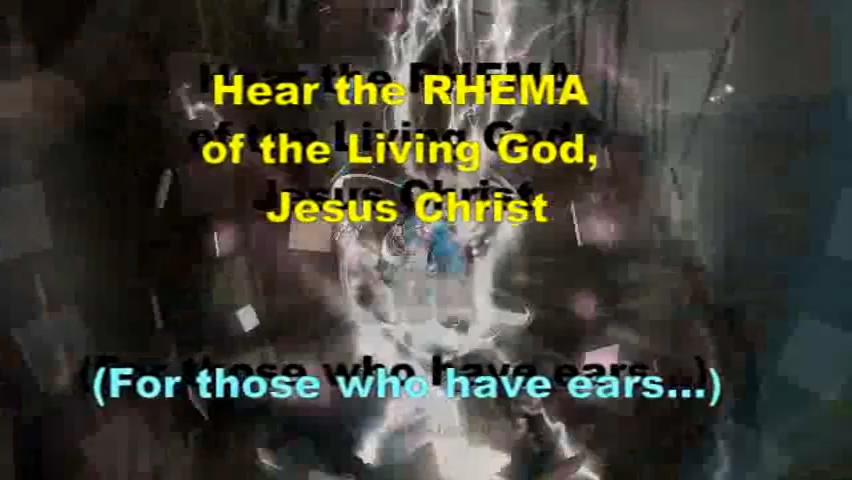 Hear the RHEMA
of the Living God,
Jesus Christ
(For those who have ears...)